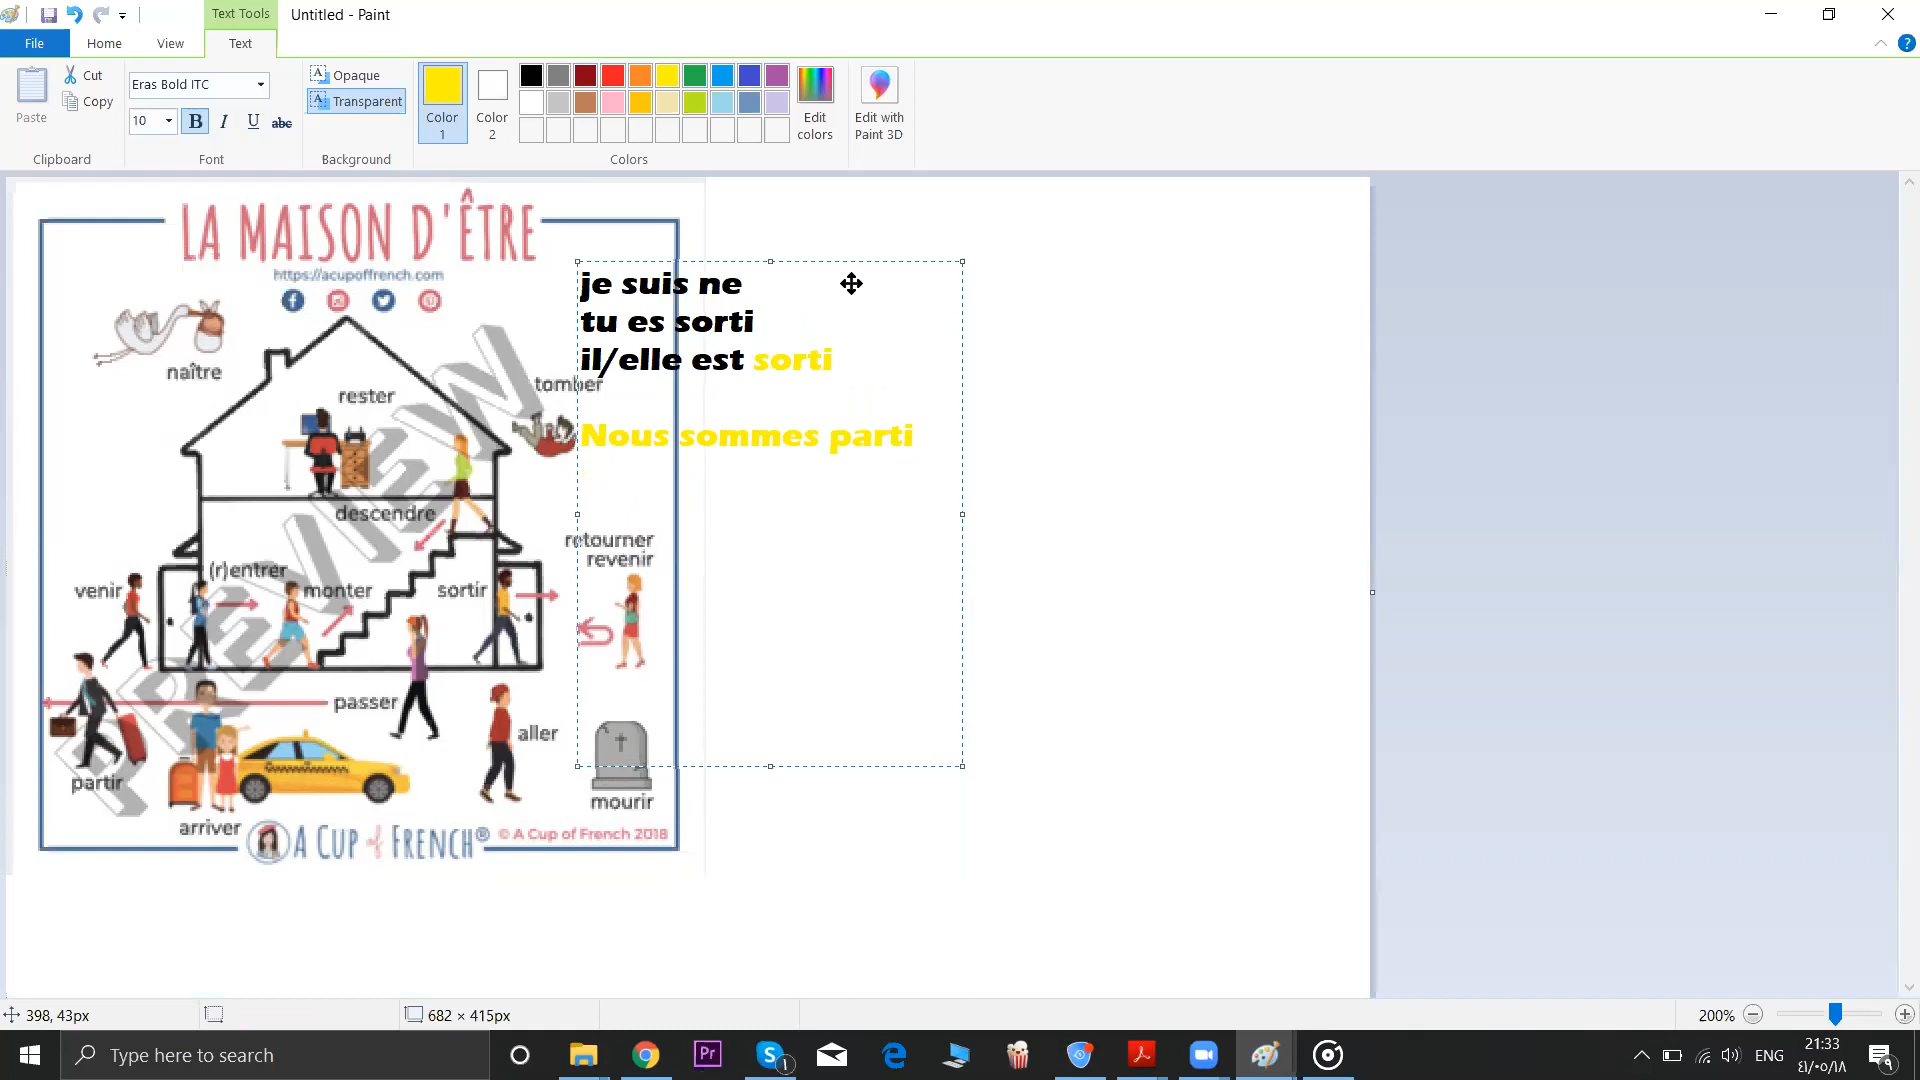 Text Tools
Untitled - Paint
File
Home
View
Text
Paste
Cut
Copy
Clipboard
Eras Bold ITC
10
B
I
U
abc
Font
Opaque
Transparent
Background
Color
1
Color
2
Edit
colors
Edit with
Paint 3D
Colors
LA MAISON D'ÊTRE
https://acupoffrench.com
naître
rester
tomber
descendre
retourner
revenir
(r)entrer
venir
monter
sortir
passer
aller
partir
arriver
mourir
PREVIEW
A CUP of FRENCH®
© A Cup of French 2018
je suis ne
tu es sorti
il/elle est sorti
Nous sommes parti
398, 43px
682 × 415px
200%
Type here to search
Pr
ENG
21:33